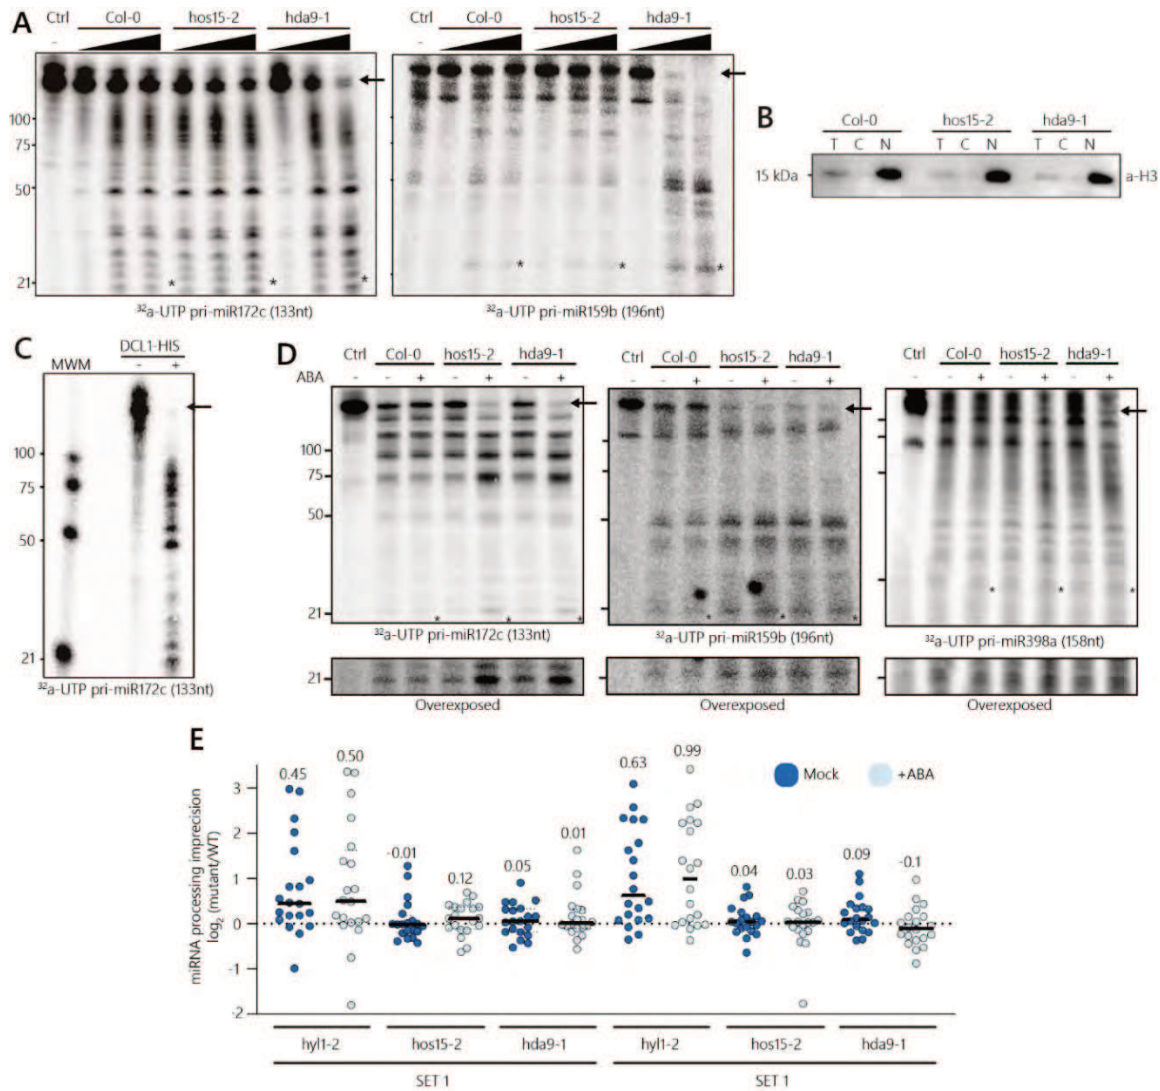 A
Ctrl Col-0 hos15-2 hda9-1
-
100
75
50
21
* * *
³²a-UTP pri-miR172c (133nt)
Ctrl Col-0 hos15-2 hda9-1
-
* * *
³²a-UTP pri-miR159b (196nt)
B
Col-0 hos15-2 hda9-1
T C N T C N T C N
15 kDa a-H3
C
DCL1-HIS
MWM - +
100
75
50
21
³²a-UTP pri-miR172c (133nt)
D
Ctrl Col-0 hos15-2 hda9-1
ABA - - + - + - +
100
75
50
21
* * *
³²a-UTP pri-miR172c (133nt)
21
Overexposed
Ctrl Col-0 hos15-2 hda9-1
- - + - + - +
* * *
³²a-UTP pri-miR159b (196nt)
Overexposed
Ctrl Col-0 hos15-2 hda9-1
- - + - + - +
* * *
³²a-UTP pri-miR398a (158nt)
Overexposed
E
miRNA processing imprecision
log₂ (mutant/WT)
3
2
1
0
-1
-2
0.45 0.50 -0.01 0.12 0.05 0.01 0.63 0.99 0.04 0.03 0.09 -0.1
Mock +ABA
hyl1-2 hos15-2 hda9-1 hyl1-2 hos15-2 hda9-1
SET 1 SET 1